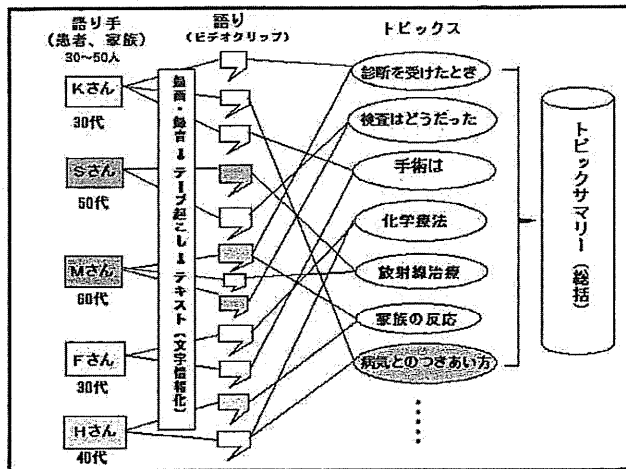 語り手
(患者、家族)
30〜50人
語り
(ビデオクリップ)
トピックス
Kさん
30代
Sさん
50代
Mさん
60代
Fさん
30代
Hさん
40代
録画・録音→テープ起こし→テキスト(文字情報化)
診断を受けたとき
検査はどうだった
手術は
化学療法
放射線治療
家族の反応
病気とのつきあい方
・・・・・
トピックサマリー(総括)